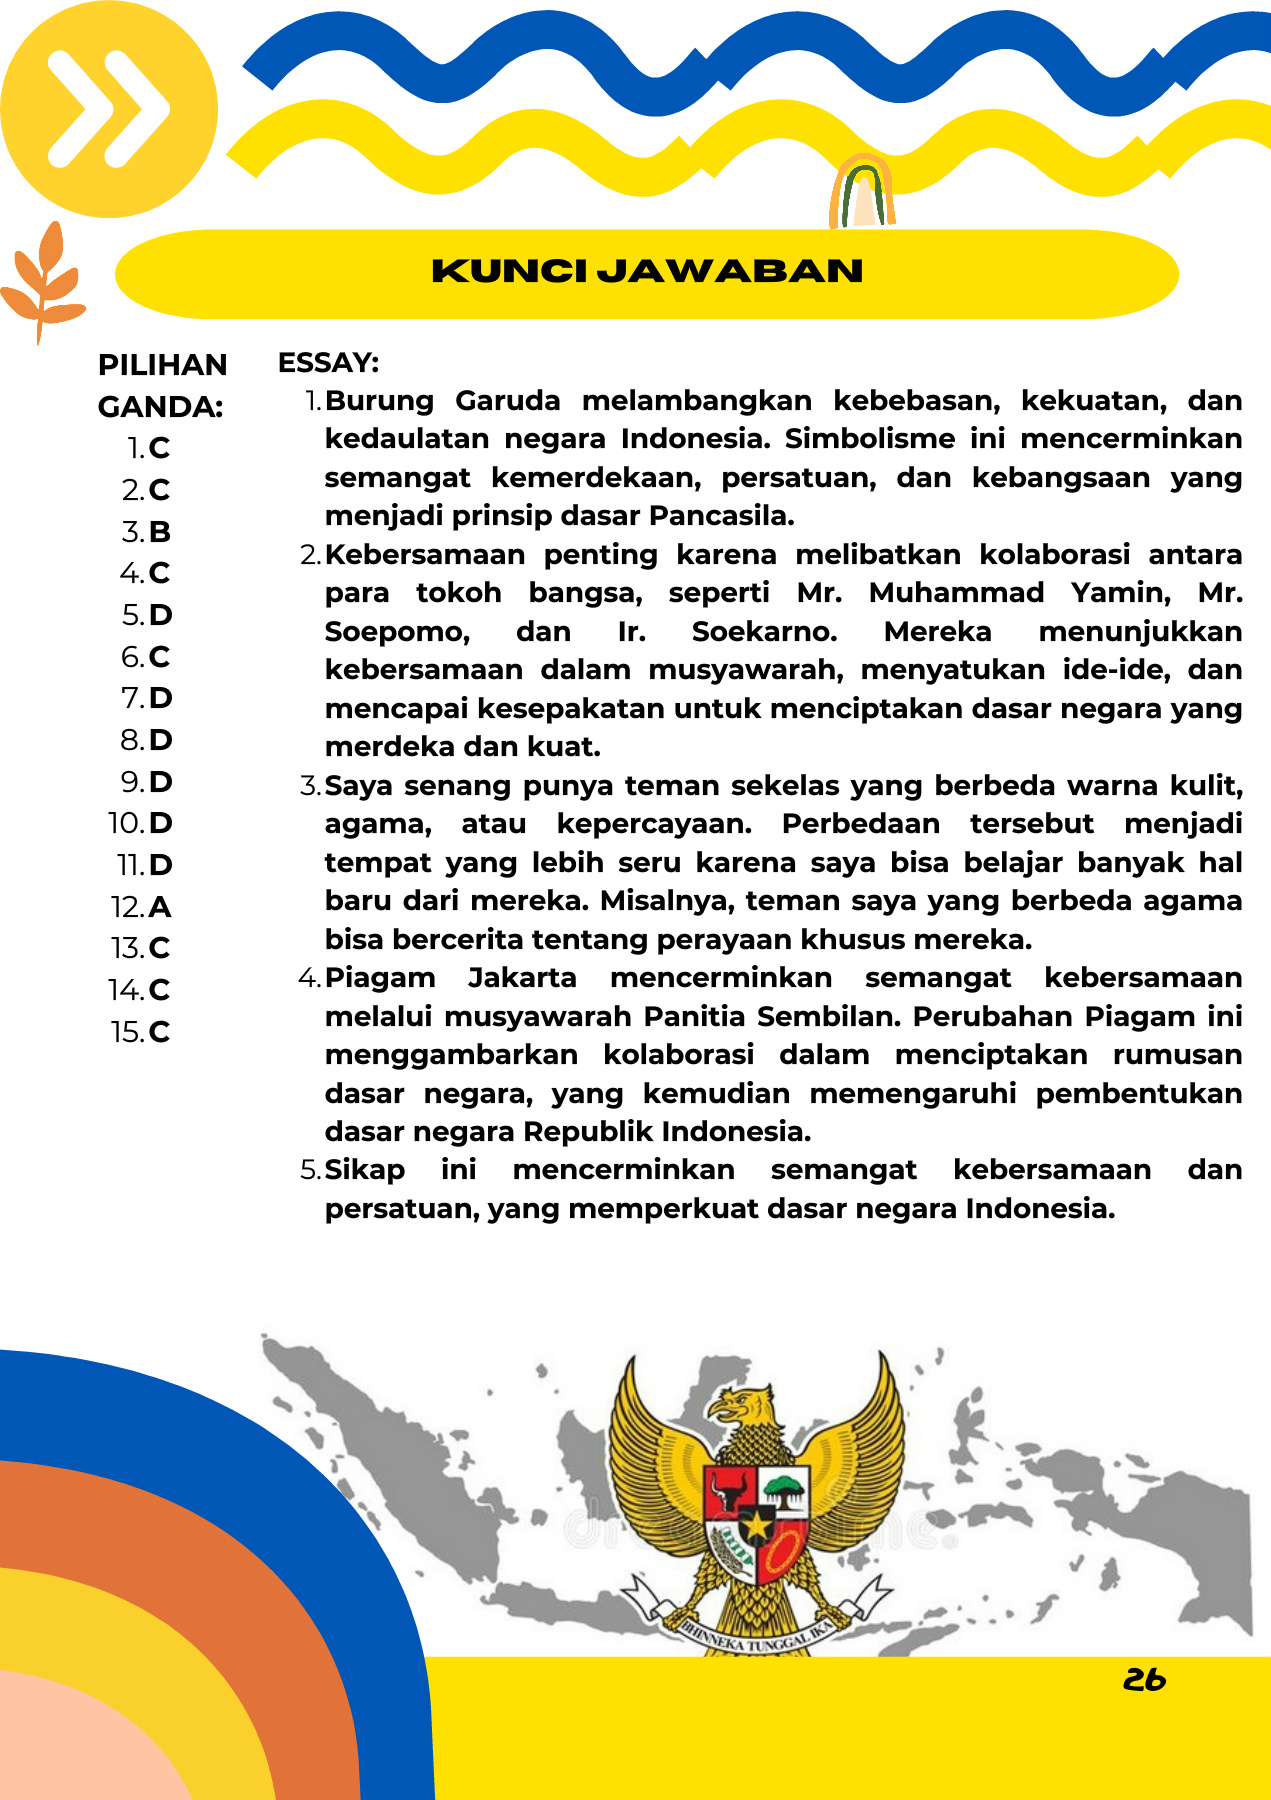 KUNCI JAWABAN
PILIHAN
GANDA:
1. C
2. C
3. B
4. C
5. D
6. C
7. D
8. D
9. D
10. D
11. D
12. A
13. C
14. C
15. C
ESSAY:
1. Burung Garuda melambangkan kebebasan, kekuatan, dan
kedaulatan negara Indonesia. Simbolisme ini mencerminkan
semangat kemerdekaan, persatuan, dan kebangsaan yang
menjadi prinsip dasar Pancasila.
2. Kebersamaan penting karena melibatkan kolaborasi antara
para tokoh bangsa, seperti Mr. Muhammad Yamin, Mr.
Soepomo, dan Ir. Soekarno. Mereka menunjukkan
kebersamaan dalam musyawarah, menyatukan ide-ide, dan
mencapai kesepakatan untuk menciptakan dasar negara yang
merdeka dan kuat.
3. Saya senang punya teman sekelas yang berbeda warna kulit,
agama, atau kepercayaan. Perbedaan tersebut menjadi
tempat yang lebih seru karena saya bisa belajar banyak hal
baru dari mereka. Misalnya, teman saya yang berbeda agama
bisa bercerita tentang perayaan khusus mereka.
4. Piagam Jakarta mencerminkan semangat kebersamaan
melalui musyawarah Panitia Sembilan. Perubahan Piagam ini
menggambarkan kolaborasi dalam menciptakan rumusan
dasar negara, yang kemudian memengaruhi pembentukan
dasar negara Republik Indonesia.
5. Sikap ini mencerminkan semangat kebersamaan dan
persatuan, yang memperkuat dasar negara Indonesia.
BHINNEKA TUNGGAL IKA
26